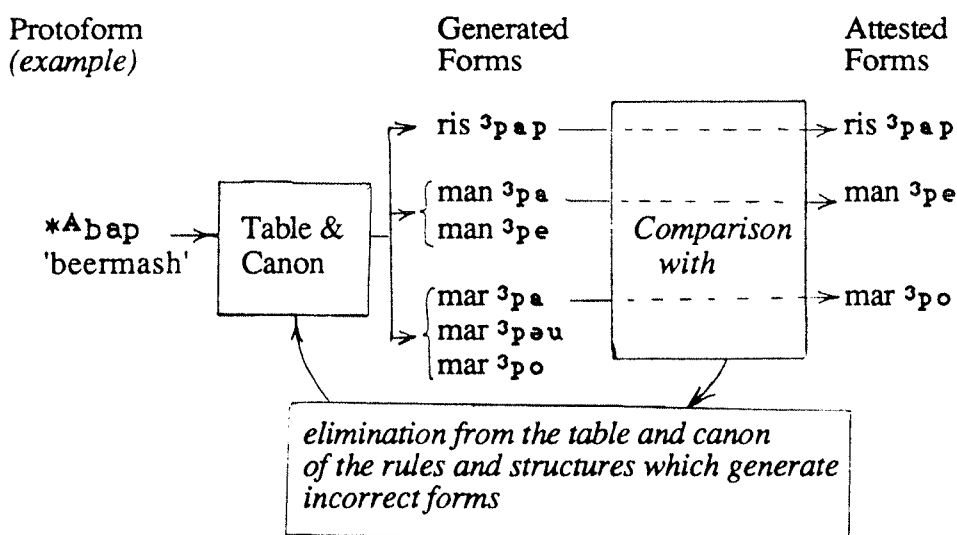 Protoform
(example)
Generated
Forms
Attested
Forms
*ᴬbap
'beermash'
Table &
Canon
ris ³pap
man ³pa
man ³pe
mar ³pa
mar ³pəu
mar ³po
Comparison
with
ris ³pap
man ³pe
mar ³po
elimination from the table and canon
of the rules and structures which generate
incorrect forms